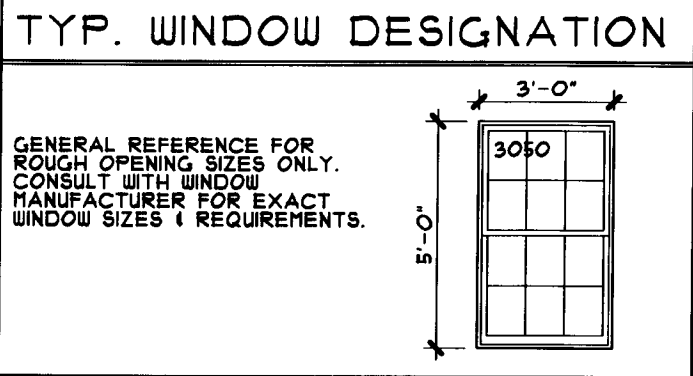 TYP. WINDOW DESIGNATION
3'-0"
GENERAL REFERENCE FOR
ROUGH OPENING SIZES ONLY.
CONSULT WITH WINDOW
MANUFACTURER FOR EXACT
WINDOW SIZES & REQUIREMENTS.
3050
5'-0"